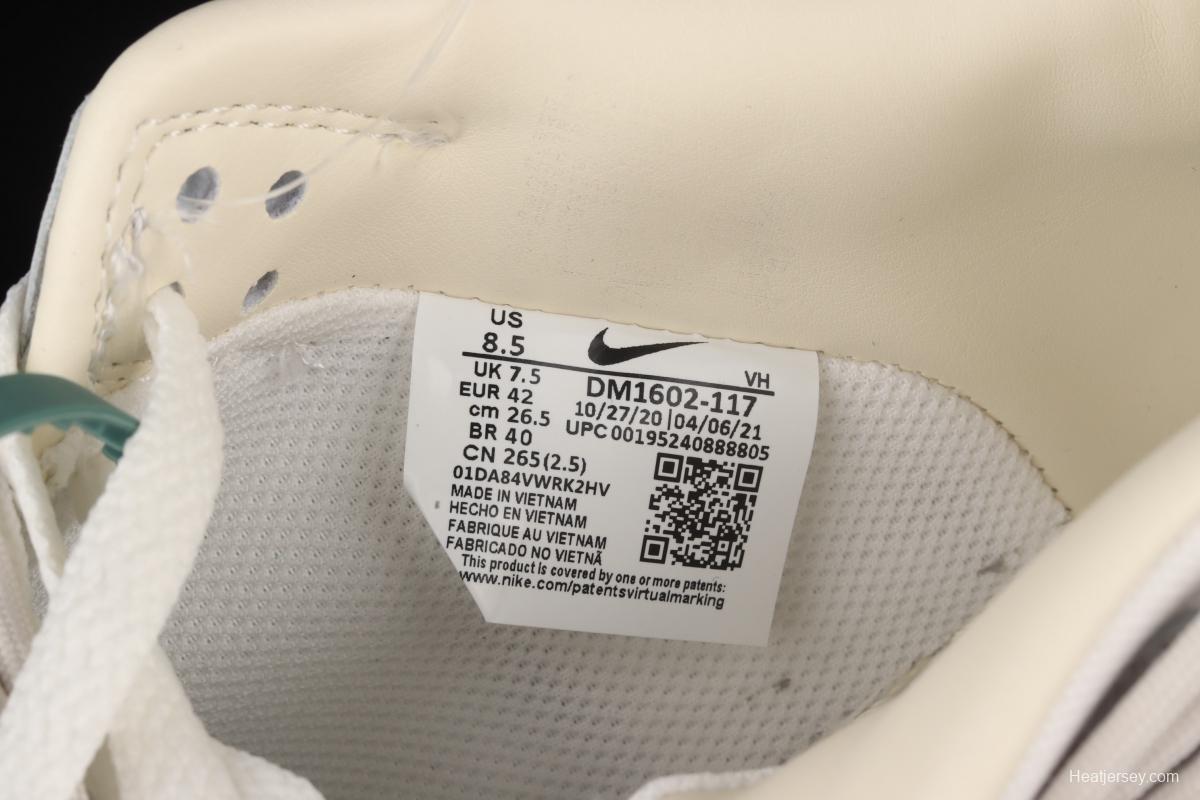 US
8.5
VH
UK 7.5
EUR 42
cm 26.5
BR 40
CN 265(2.5)
DM1602-117
10/27/20|04/06/21
UPC00195240888805
01DA84VWRK2HV
MADE IN VIETNAM
HECHO EN VIETNAM
FABRIQUE AU VIETNAM
FABRICADO NO VIETNÃ
This product is covered by one or more patents:
www.nike.com/patentsvirtualmarking
Heatjersey.com